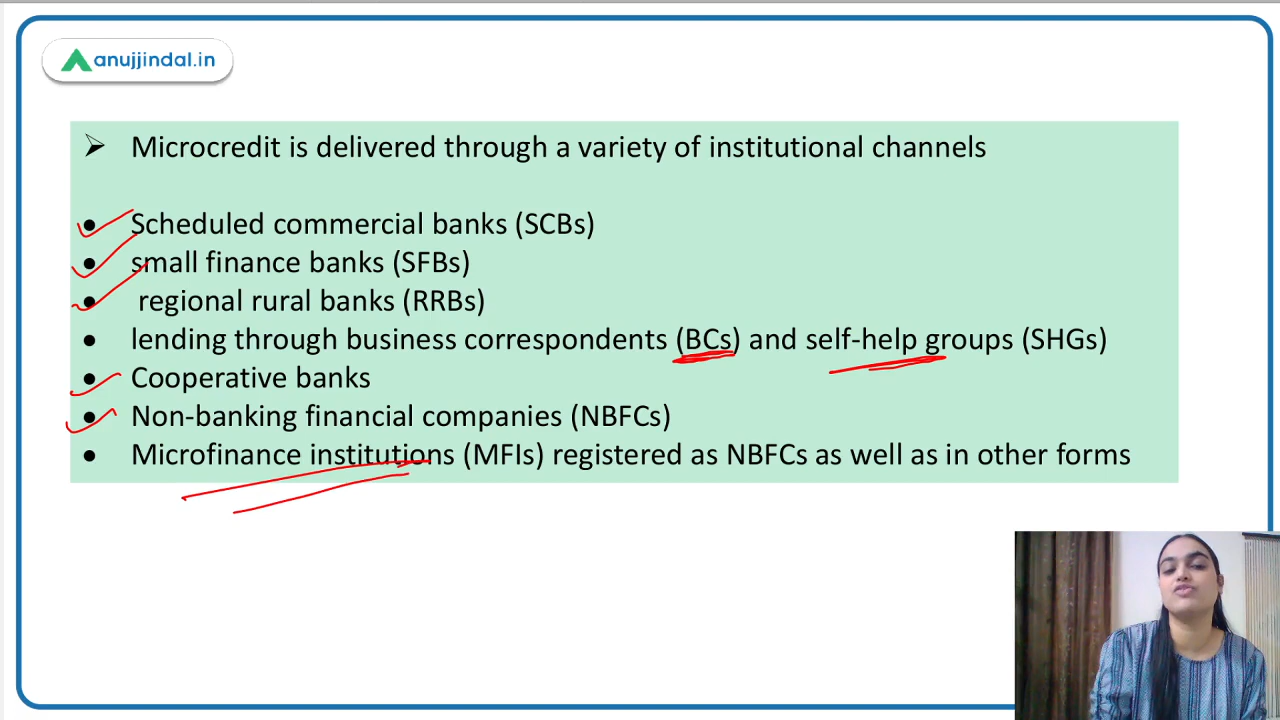 anujjindal.in
Microcredit is delivered through a variety of institutional channels
Scheduled commercial banks (SCBs)
small finance banks (SFBs)
regional rural banks (RRBs)
lending through business correspondents (BCs) and self-help groups (SHGs)
Cooperative banks
Non-banking financial companies (NBFCs)
Microfinance institutions (MFIs) registered as NBFCs as well as in other forms